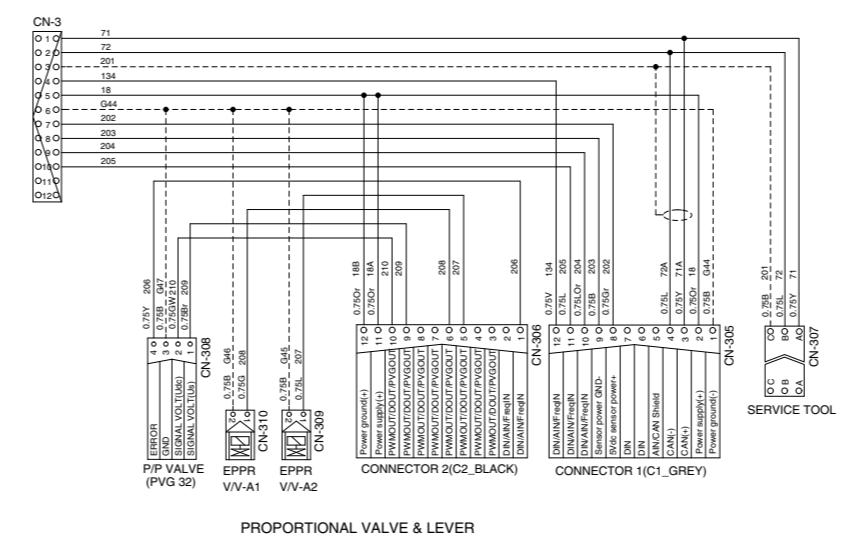 CN-3
1 71
2 72
3 201
4 134
5 18
6 G44
7 202
8 203
9 204
10 205
11
12
0.75Y 206
0.75B G47
0.75GW 210
0.75Br 209
4 3 2 1
CN-308
ERROR
GND
SIGNAL VOLT(Udc)
SIGNAL VOLT(Us)
P/P VALVE
(PVG 32)
0.75B G46
0.75G 208
2 1
CN-310
EPPR
V/V-A1
0.75B G45
0.75L 207
2 1
CN-309
EPPR
V/V-A2
0.75Or 18B
0.75Or 18A
210
209
208
207
206
12 11 10 9 8 7 6 5 4 3 2 1
CN-306
Power ground(+)
Power supply(+)
PWMOUT/DOUT/PVGOUT
PWMOUT/DOUT/PVGOUT
PWMOUT/DOUT/PVGOUT
PWMOUT/DOUT/PVGOUT
PWMOUT/DOUT/PVGOUT
PWMOUT/DOUT/PVGOUT
PWMOUT/DOUT/PVGOUT
PWMOUT/DOUT/PVGOUT
DIN/AIN/FreqIN
DIN/AIN/FreqIN
CONNECTOR 2(C2_BLACK)
0.75V 134
0.75L 205
0.75LOr 204
0.75B 203
0.75Gr 202
0.75L 72A
0.75Y 71A
0.75Or 18
0.75B G44
12 11 10 9 8 7 6 5 4 3 2 1
CN-305
DIN/AIN/FreqIN
DIN/AIN/FreqIN
DIN/AIN/FreqIN
Sensor power GND-
5Vdc sensor power+
DIN
DIN
AIN/CAN Shield
CAN(-)
CAN(+)
Power supply(+)
Power ground(-)
CONNECTOR 1(C1_GREY)
0.75B 201
0.75L 72
0.75Y 71
C B A
CN-307
C B A
SERVICE TOOL
PROPORTIONAL VALVE & LEVER